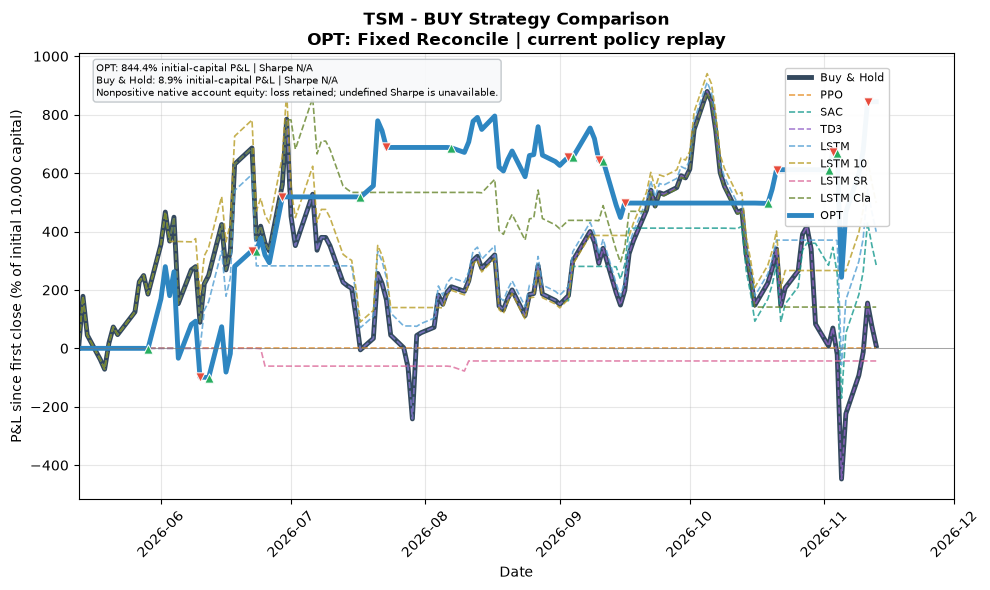 TSM - BUY Strategy Comparison
OPT: Fixed Reconcile | current policy replay
OPT: 844.4% initial-capital P&L | Sharpe N/A
Buy & Hold: 8.9% initial-capital P&L | Sharpe N/A
Nonpositive native account equity: loss retained; undefined Sharpe is unavailable.
Buy & Hold
PPO
SAC
TD3
LSTM
LSTM 10
LSTM SR
LSTM Cla
OPT
P&L since first close (% of initial 10,000 capital)
1000
800
600
400
200
0
−200
−400
2026-06
2026-07
2026-08
2026-09
2026-10
2026-11
2026-12
Date